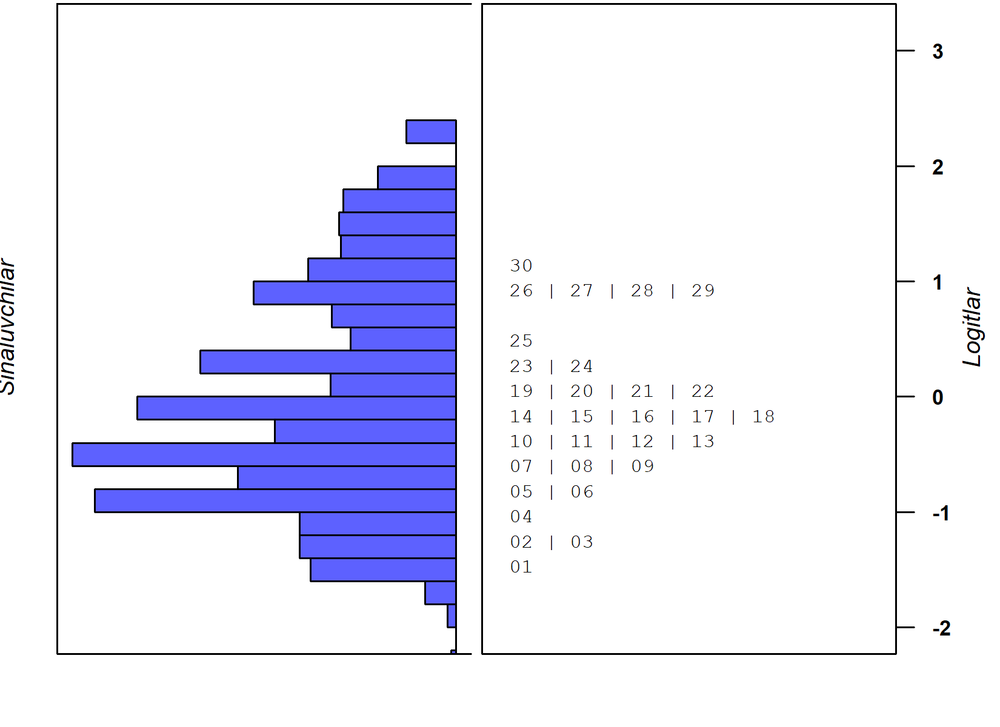 Sinaluvchilar
30
26 | 27 | 28 | 29
25
23 | 24
19 | 20 | 21 | 22
14 | 15 | 16 | 17 | 18
10 | 11 | 12 | 13
07 | 08 | 09
05 | 06
04
02 | 03
01
3
2
1
0
-1
-2
Logitlar